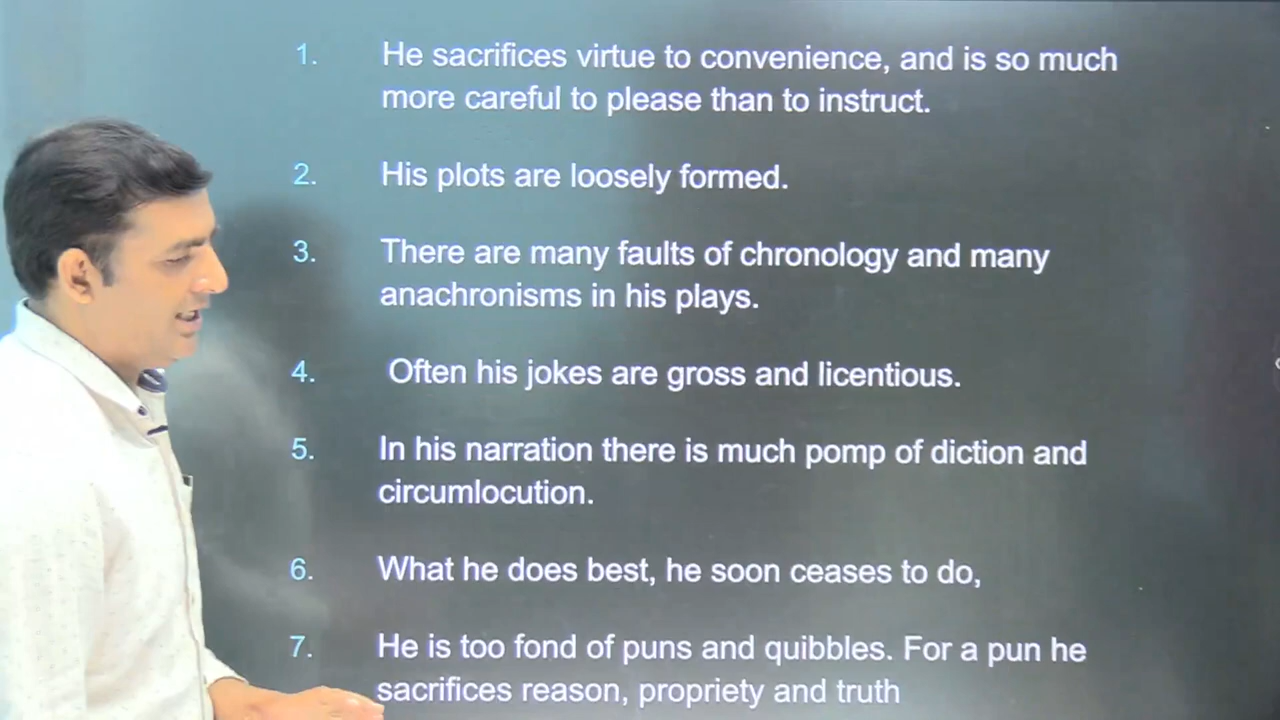 1. He sacrifices virtue to convenience, and is so much
more careful to please than to instruct.
2. His plots are loosely formed.
3. There are many faults of chronology and many
anachronisms in his plays.
4. Often his jokes are gross and licentious.
5. In his narration there is much pomp of diction and
circumlocution.
6. What he does best, he soon ceases to do,
7. He is too fond of puns and quibbles. For a pun he
sacrifices reason, propriety and truth